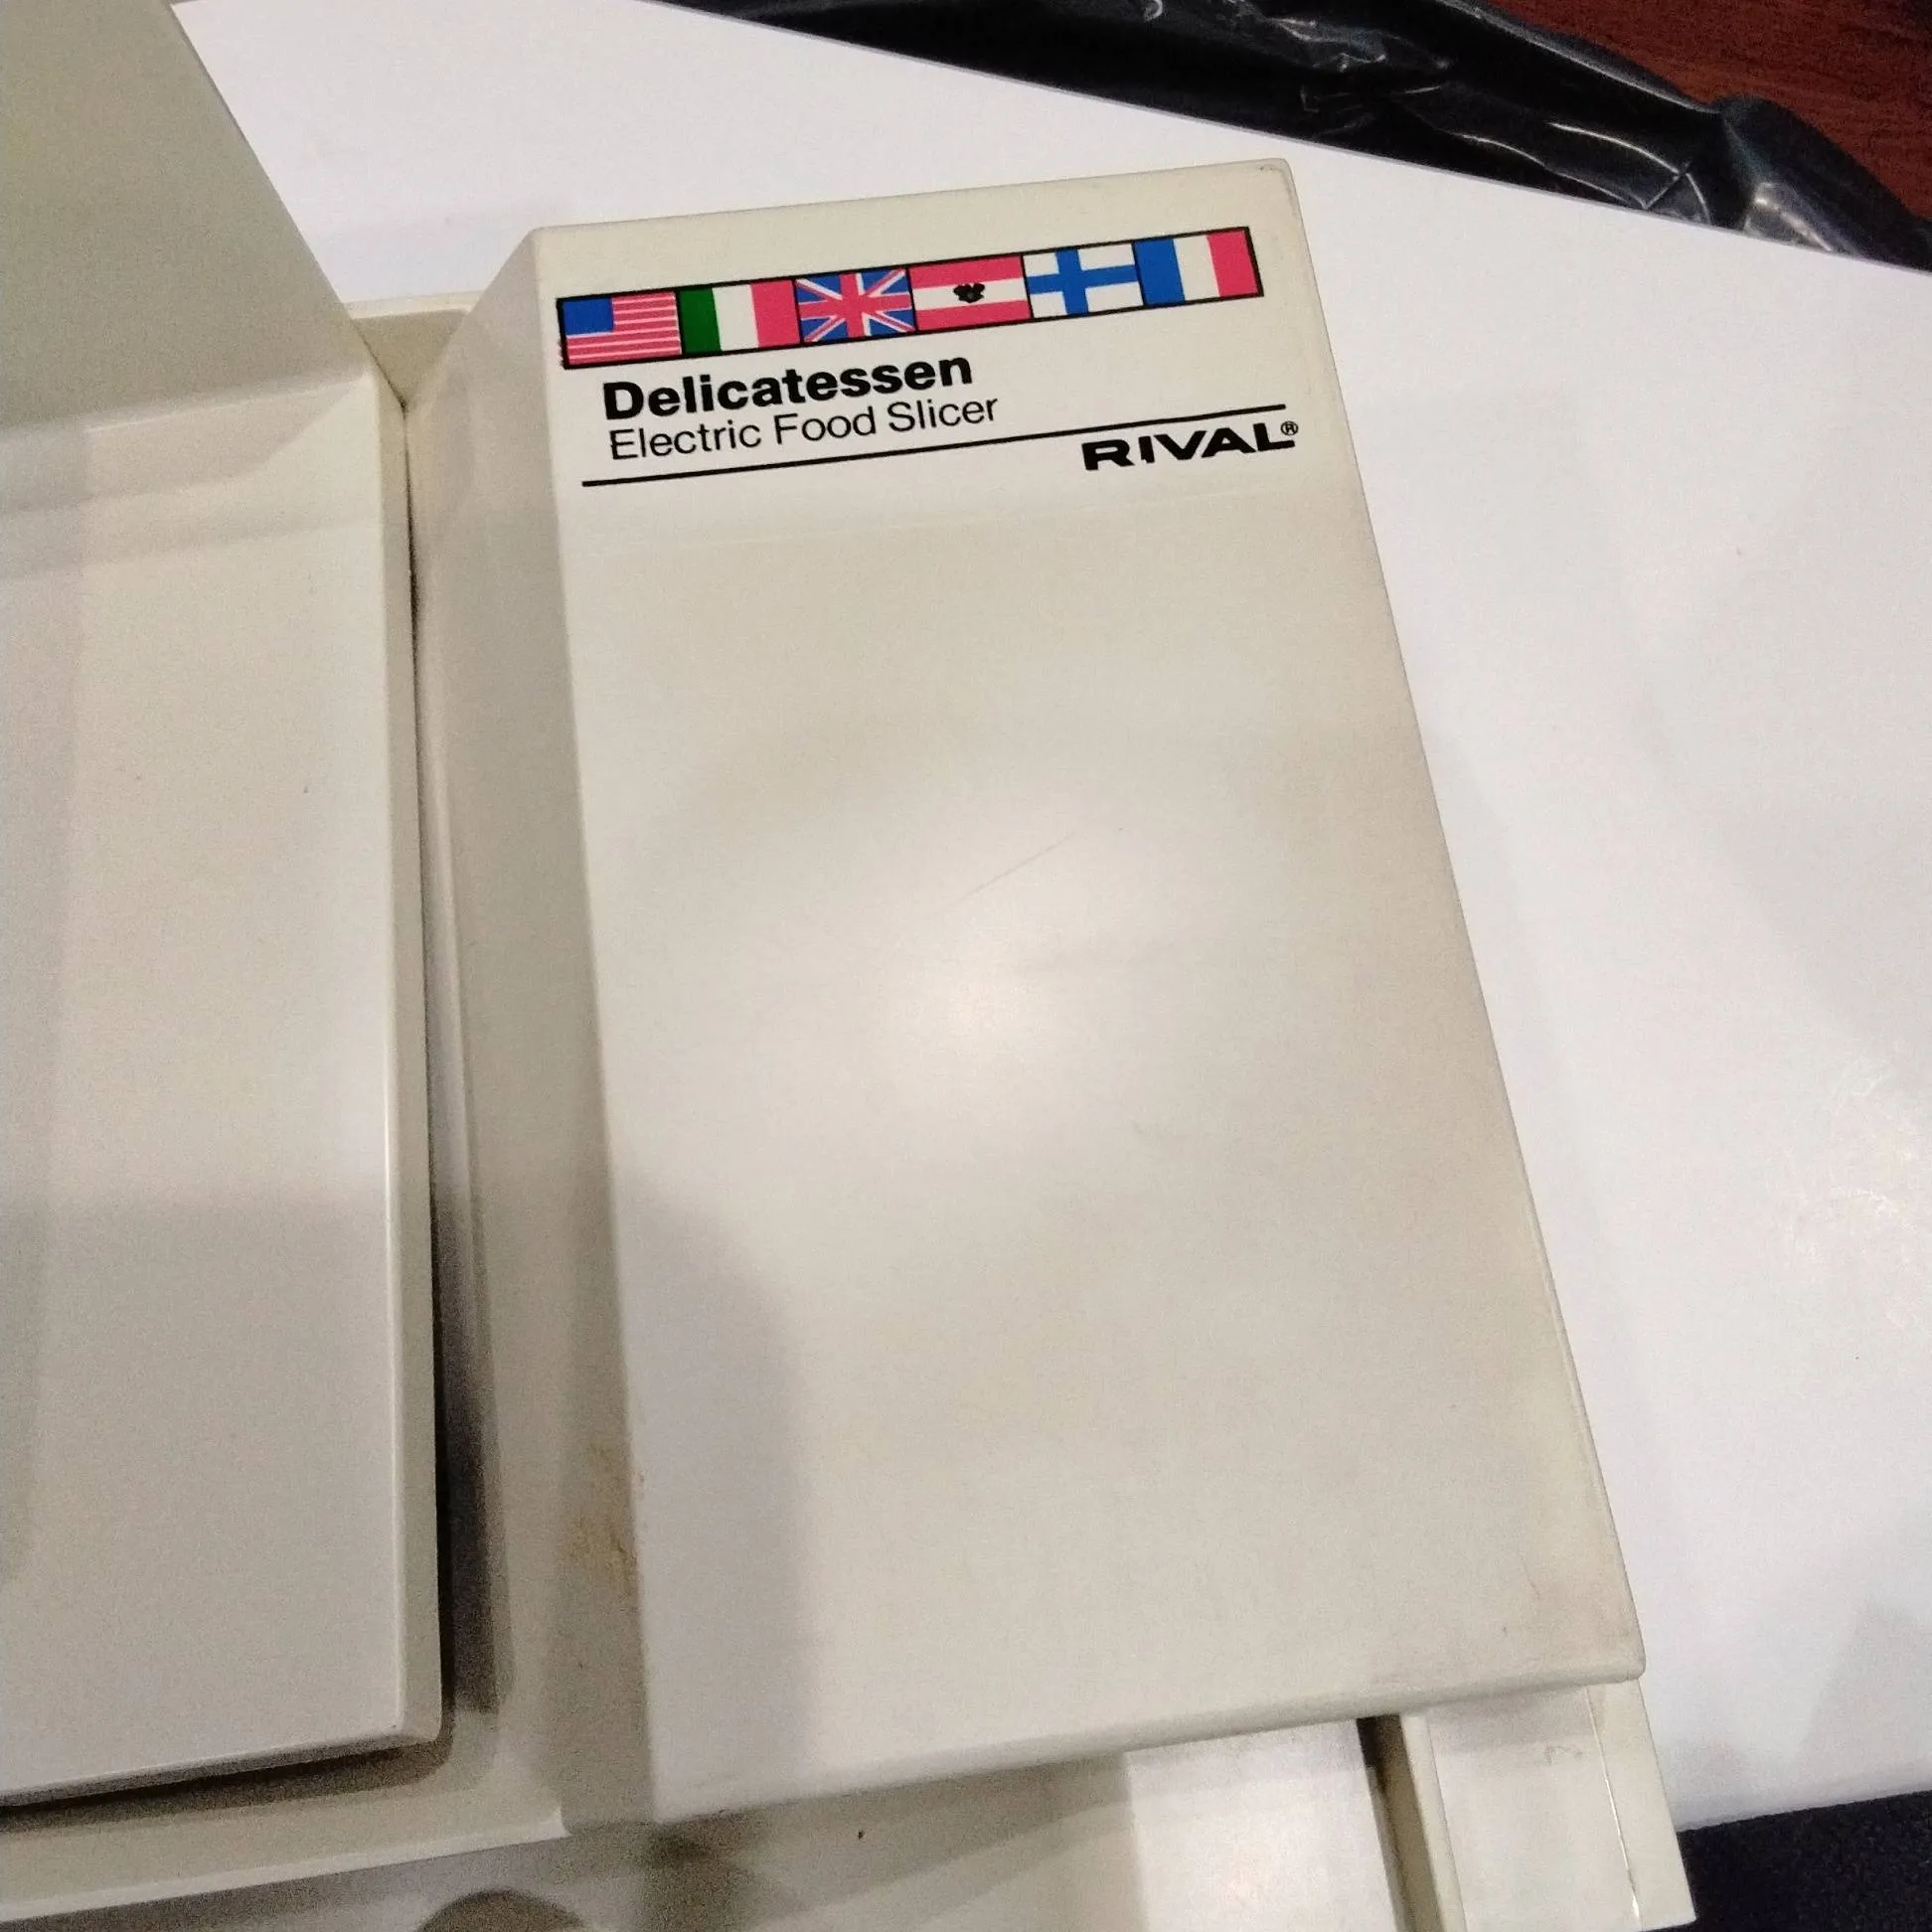 Delicatessen
Electric Food Slicer
RIVAL®